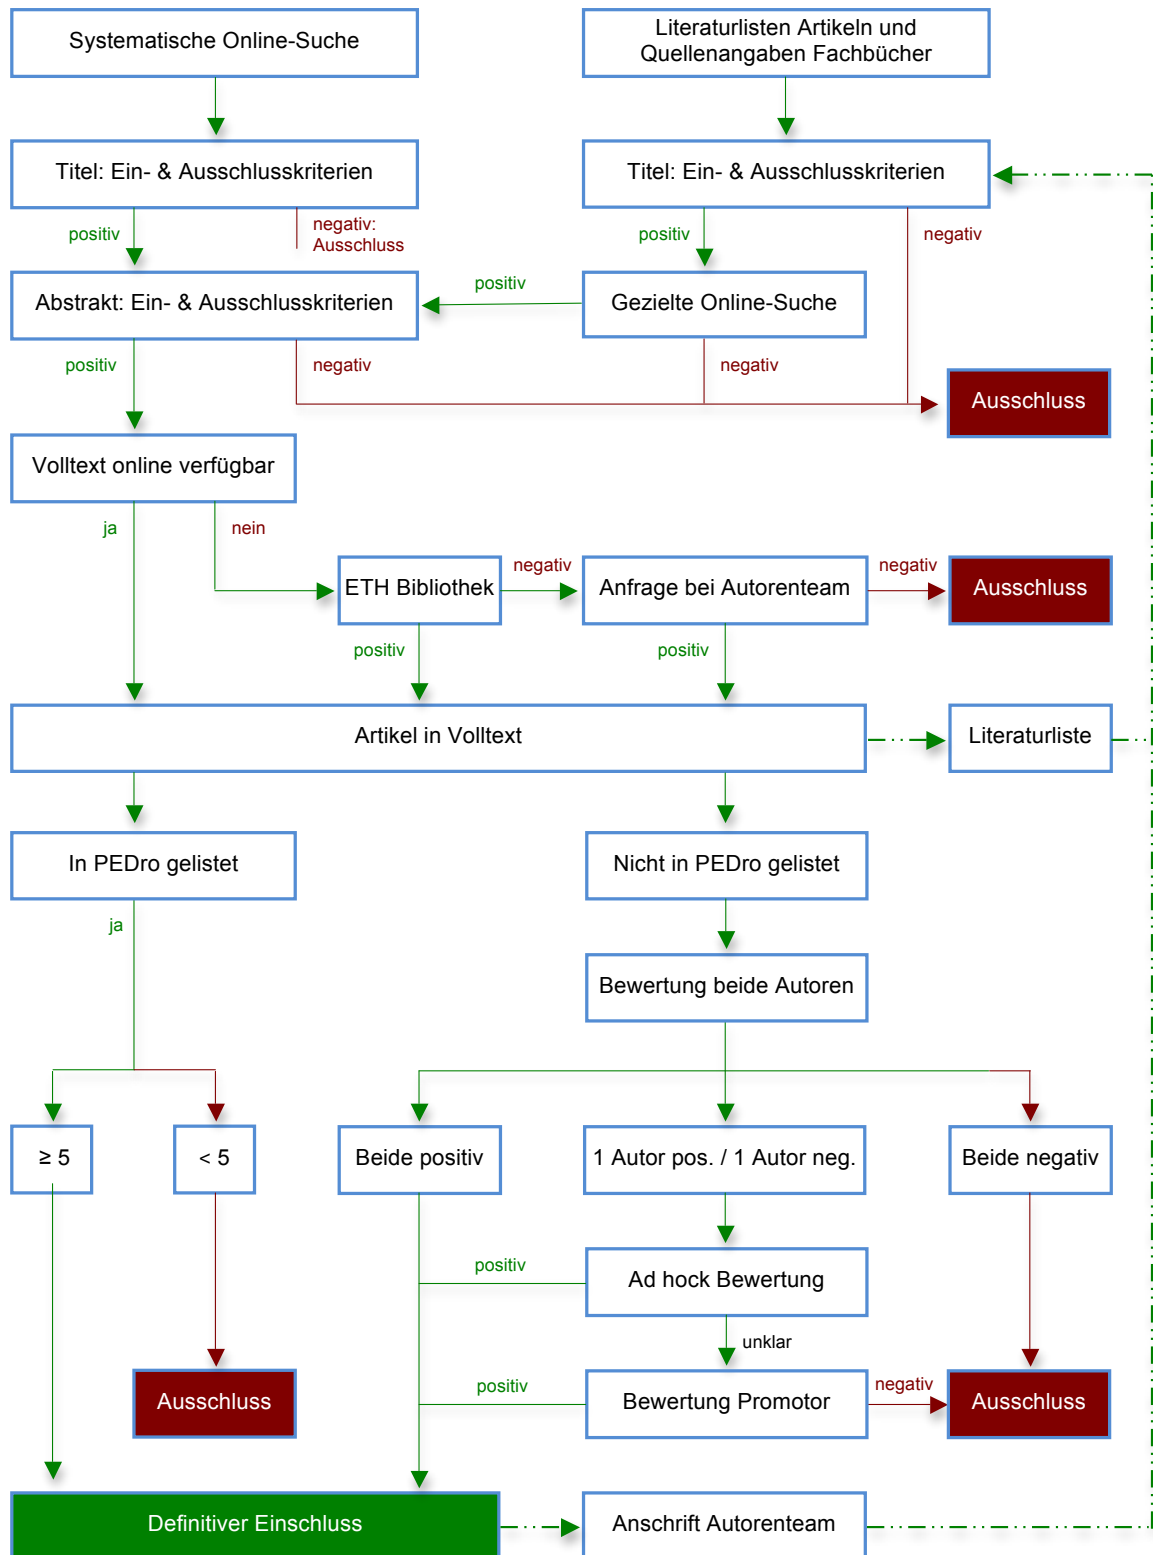 Systematische Online-Suche
Literaturlisten Artikeln und
Quellenangaben Fachbücher
Titel: Ein- & Ausschlusskriterien
Titel: Ein- & Ausschlusskriterien
positiv
negativ:
Ausschluss
positiv
negativ
Abstrakt: Ein- & Ausschlusskriterien
positiv
Gezielte Online-Suche
positiv
negativ
negativ
Ausschluss
Volltext online verfügbar
ja
nein
ETH Bibliothek
negativ
Anfrage bei Autorenteam
negativ
Ausschluss
positiv
positiv
Artikel in Volltext
Literaturliste
In PEDro gelistet
Nicht in PEDro gelistet
ja
Bewertung beide Autoren
≥ 5
< 5
Beide positiv
1 Autor pos. / 1 Autor neg.
Beide negativ
positiv
Ad hock Bewertung
unklar
Ausschluss
positiv
Bewertung Promotor
negativ
Ausschluss
Definitiver Einschluss
Anschrift Autorenteam